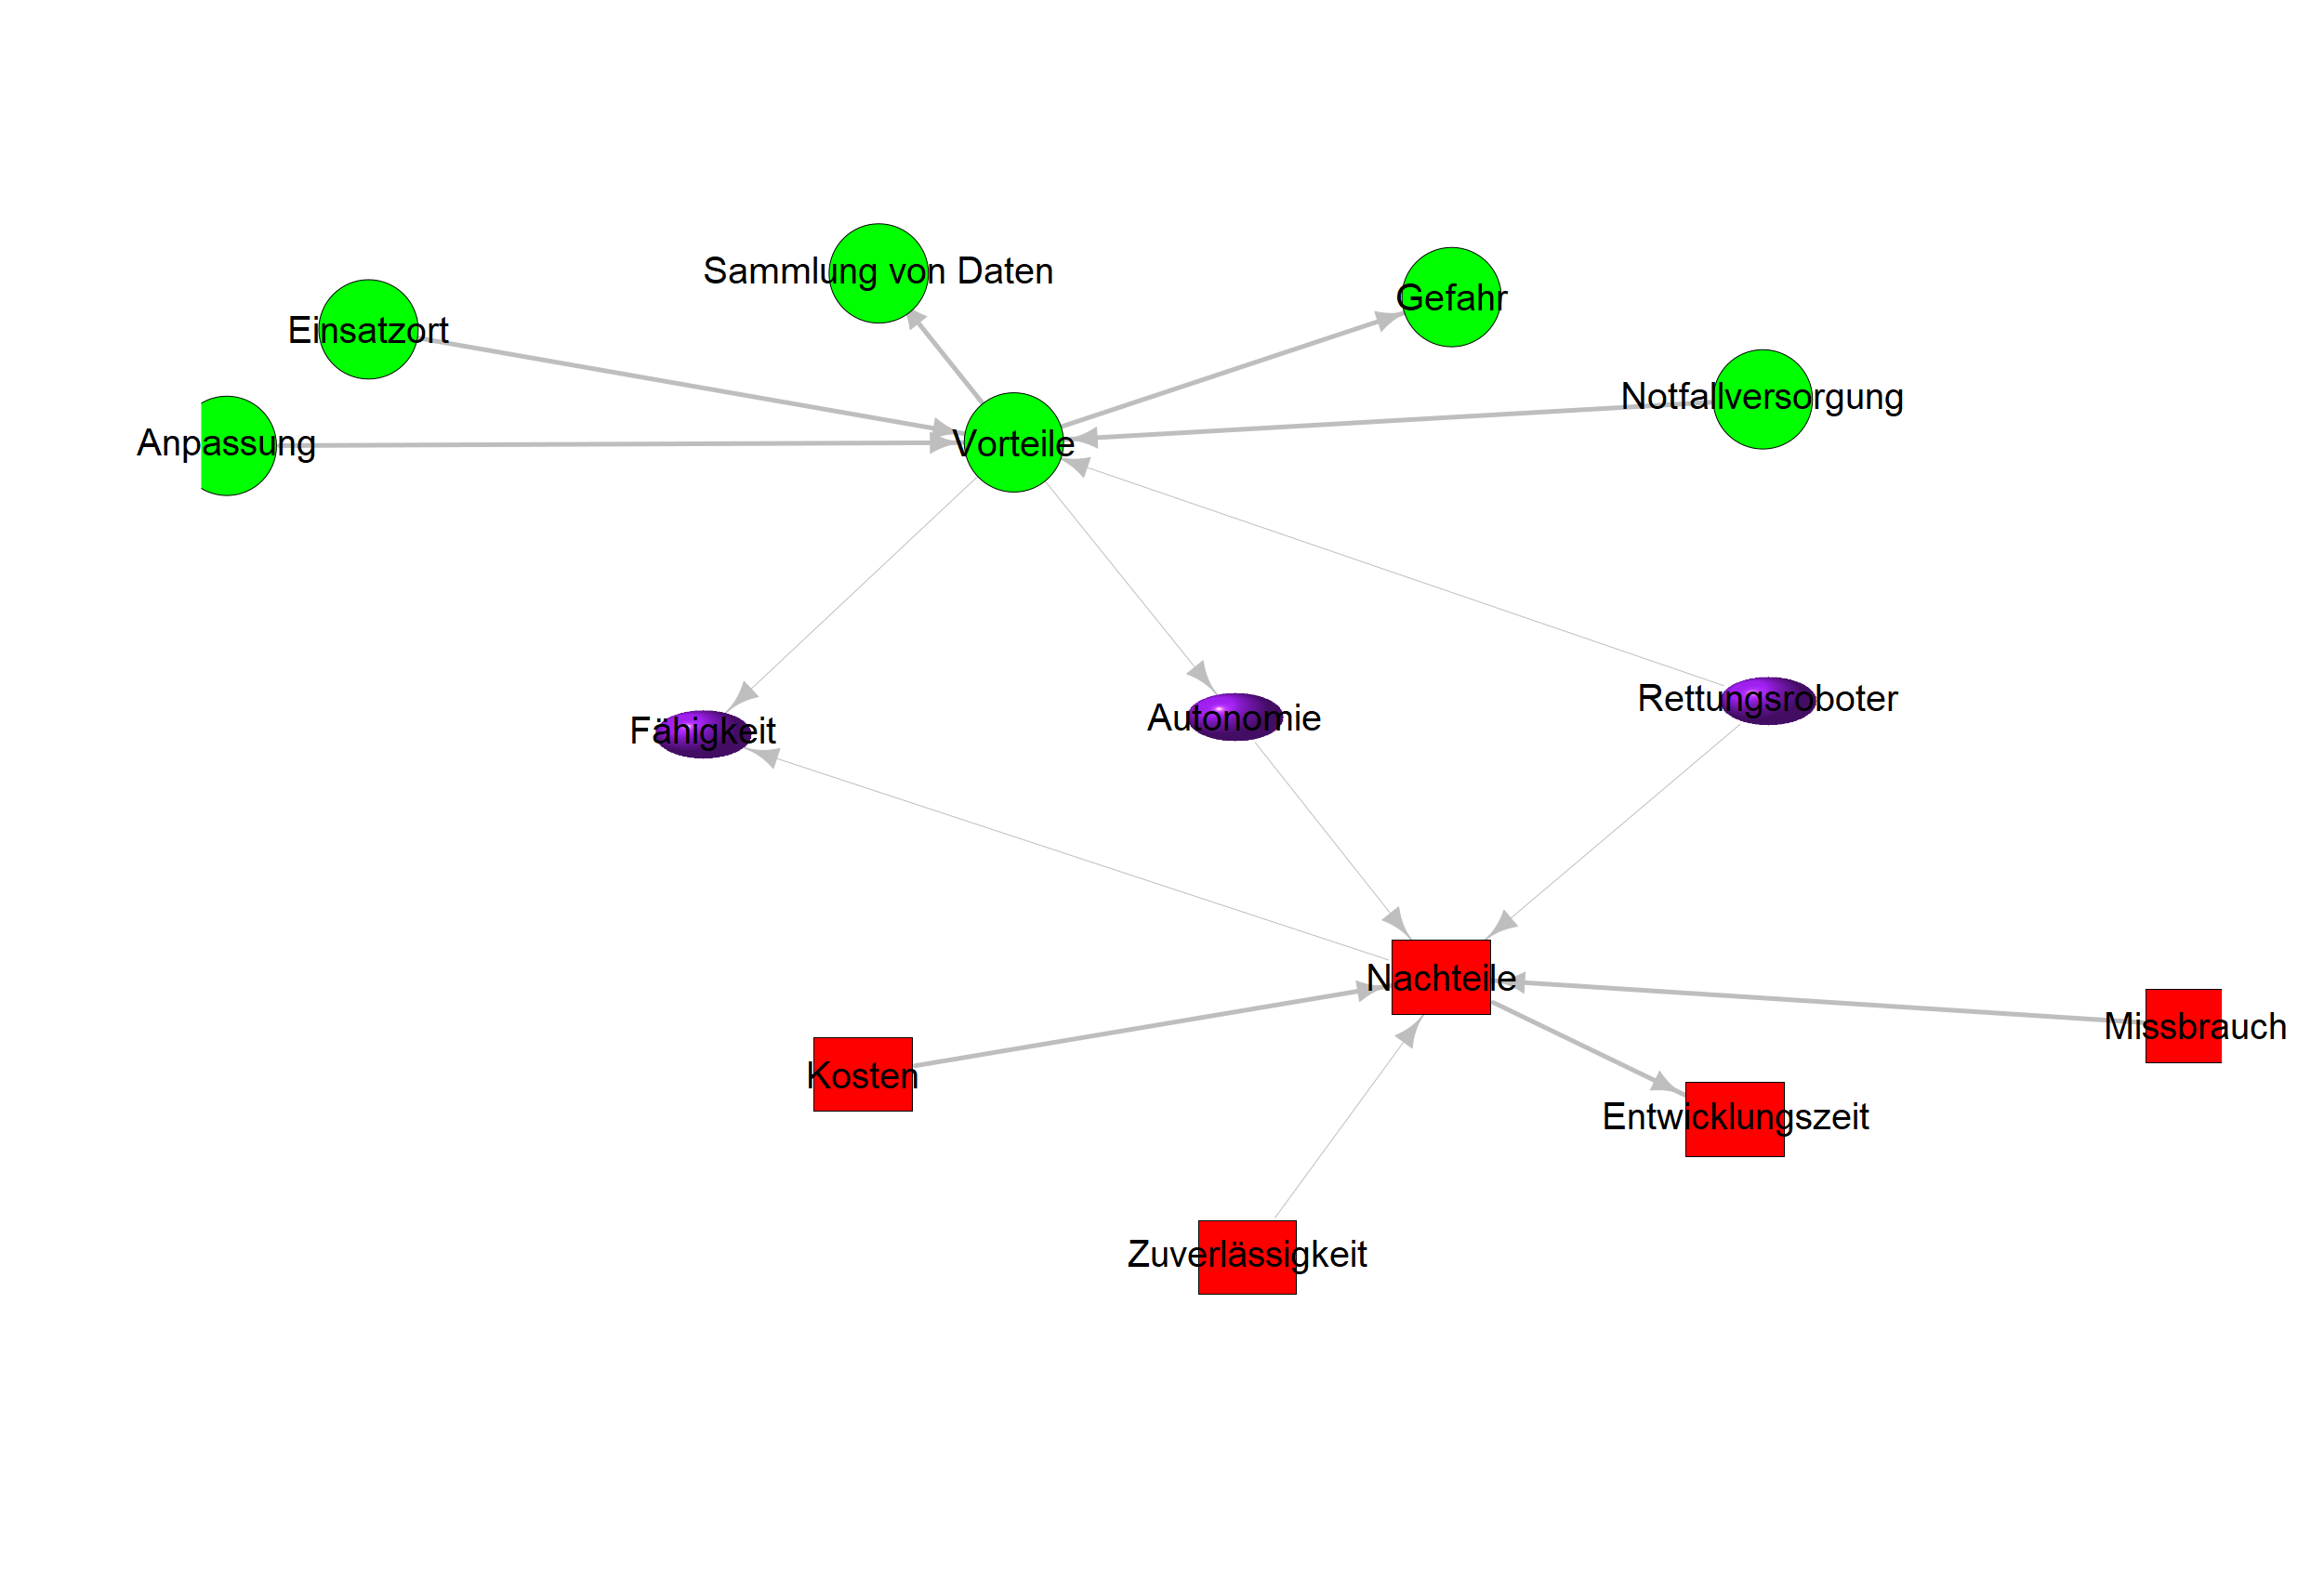 Sammlung von Daten
Gefahr
Einsatzort
Notfallversorgung
Anpassung
Vorteile
Rettungsroboter
Autonomie
Fähigkeit
Nachteile
Missbrauch
Kosten
Entwicklungszeit
Zuverlässigkeit